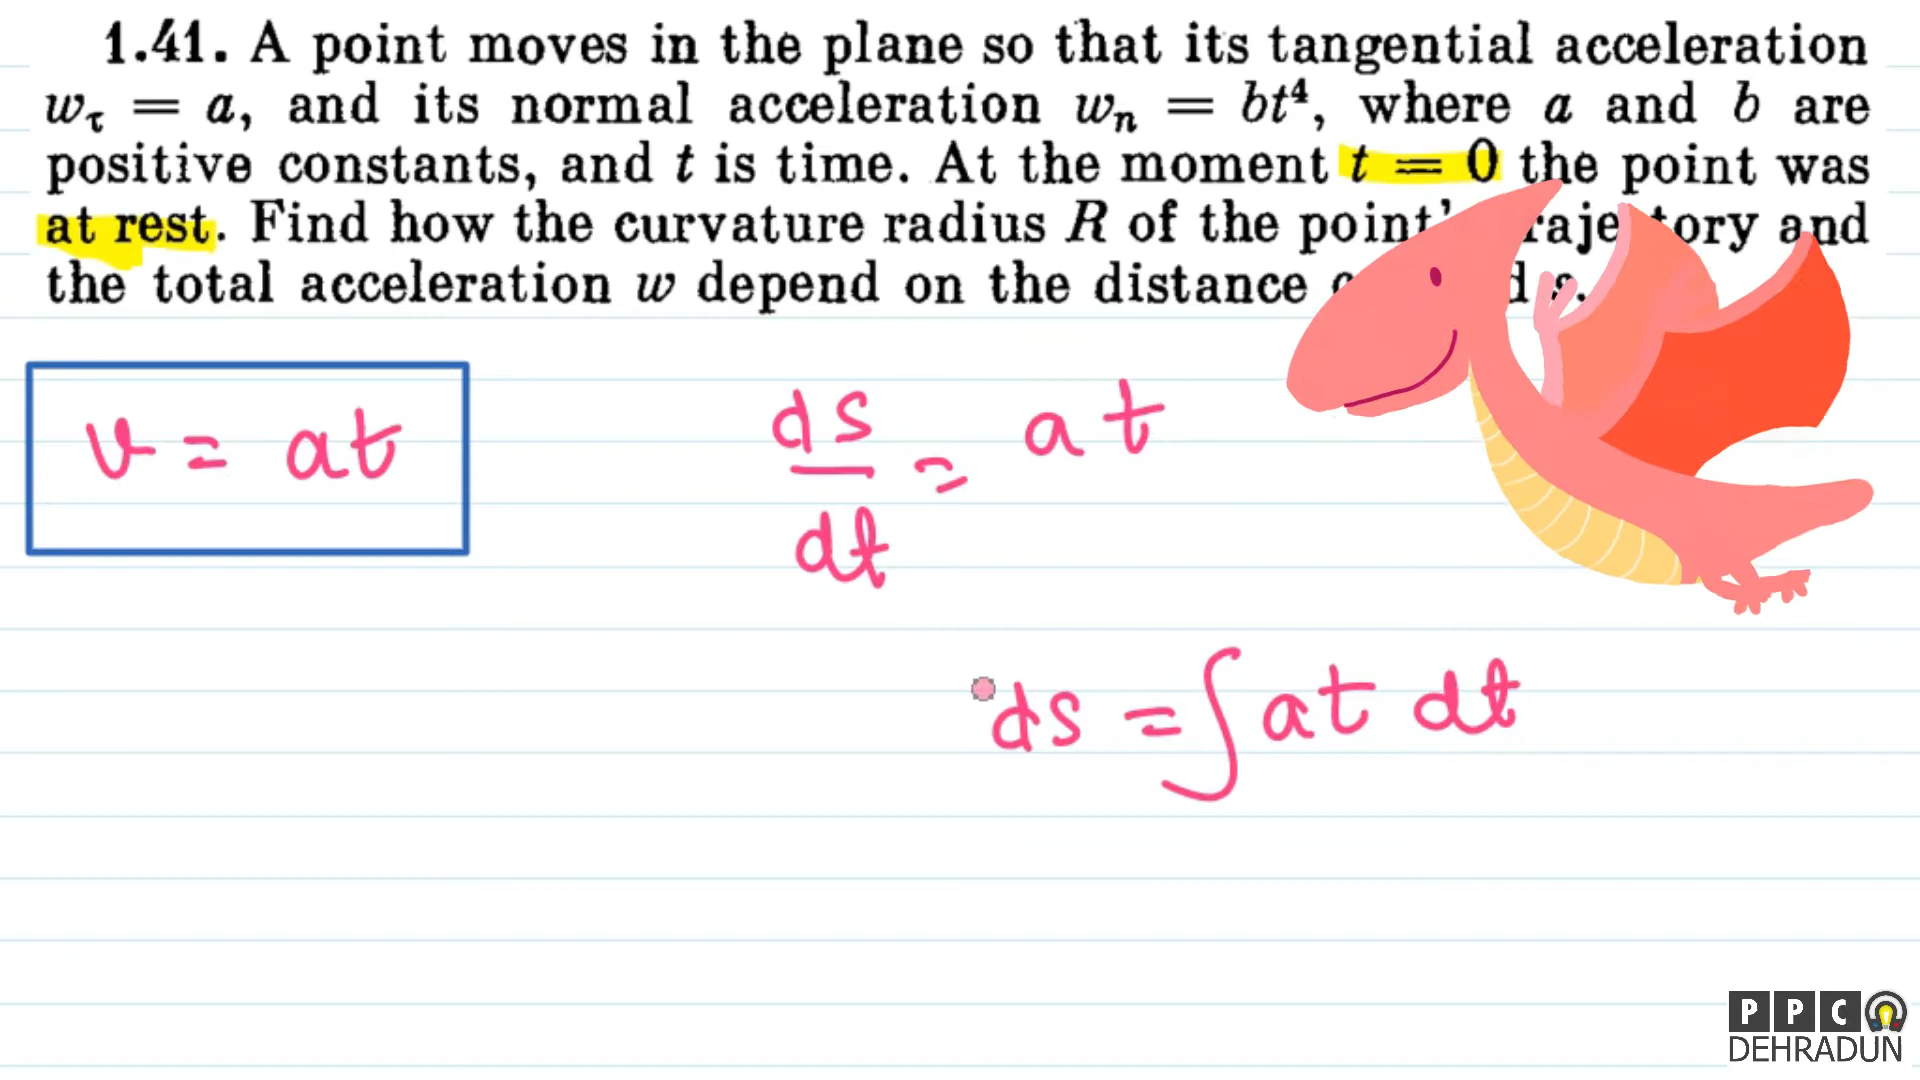 1.41. A point moves in the plane so that its tangential acceleration
wτ = a, and its normal acceleration wn = bt⁴, where a and b are
positive constants, and t is time. At the moment t = 0 the point was
at rest. Find how the curvature radius R of the point' and
the total acceleration w depend on the distance
v = at
ds/dt = at
ds = ∫ at dt
PPC
DEHRADUN